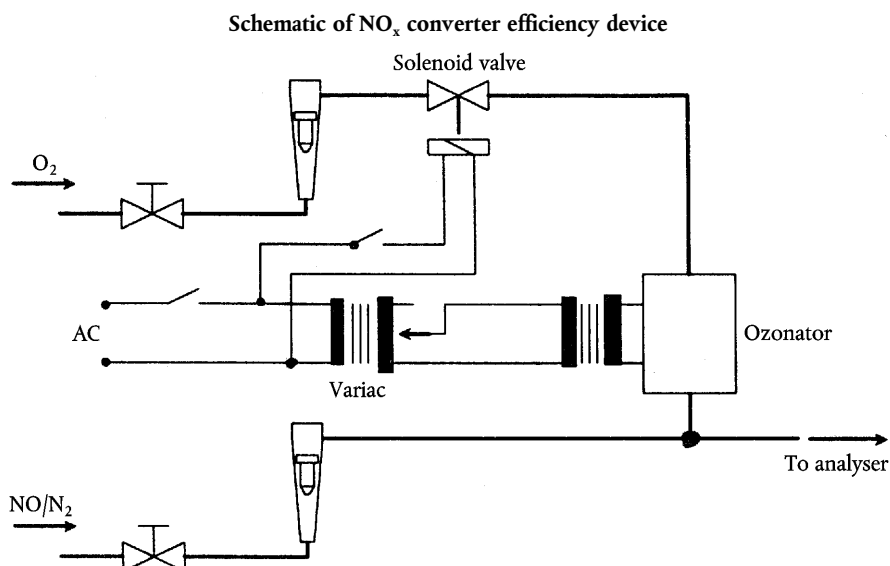 Schematic of NOx converter efficiency device
Solenoid valve
O2
AC
Ozonator
Variac
To analyser
NO/N2